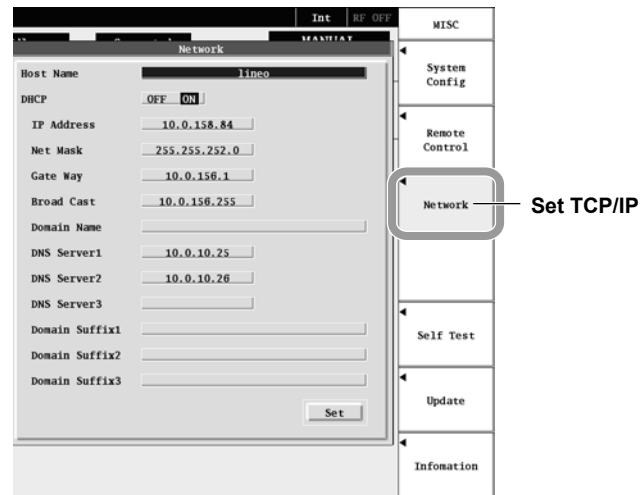 Int RF OFF MISC
MANUAL
Network
Host Name lineo
DHCP OFF ON
IP Address 10.0.158.84
Net Mask 255.255.252.0
Gate Way 10.0.156.1
Broad Cast 10.0.156.255
Domain Name
DNS Server1 10.0.10.25
DNS Server2 10.0.10.26
DNS Server3
Domain Suffix1
Domain Suffix2
Domain Suffix3
Set
System
Config
Remote
Control
Network
Set TCP/IP
Self Test
Update
Infomation